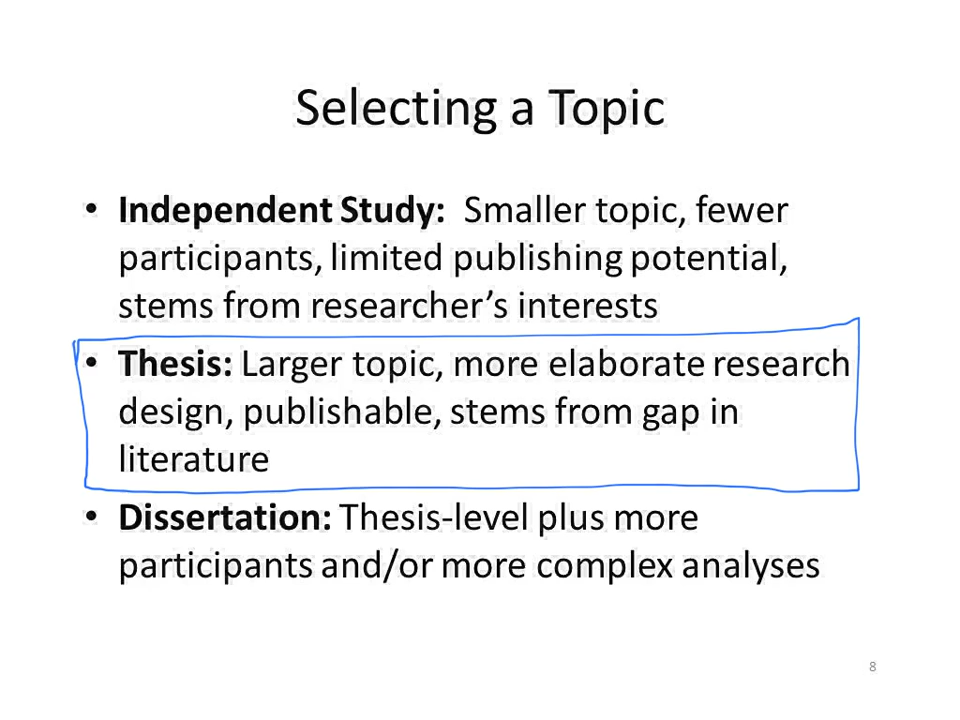 Selecting a Topic
• Independent Study:  Smaller topic, fewer
participants, limited publishing potential,
stems from researcher’s interests
• Thesis: Larger topic, more elaborate research
design, publishable, stems from gap in
literature
• Dissertation: Thesis-level plus more
participants and/or more complex analyses
8